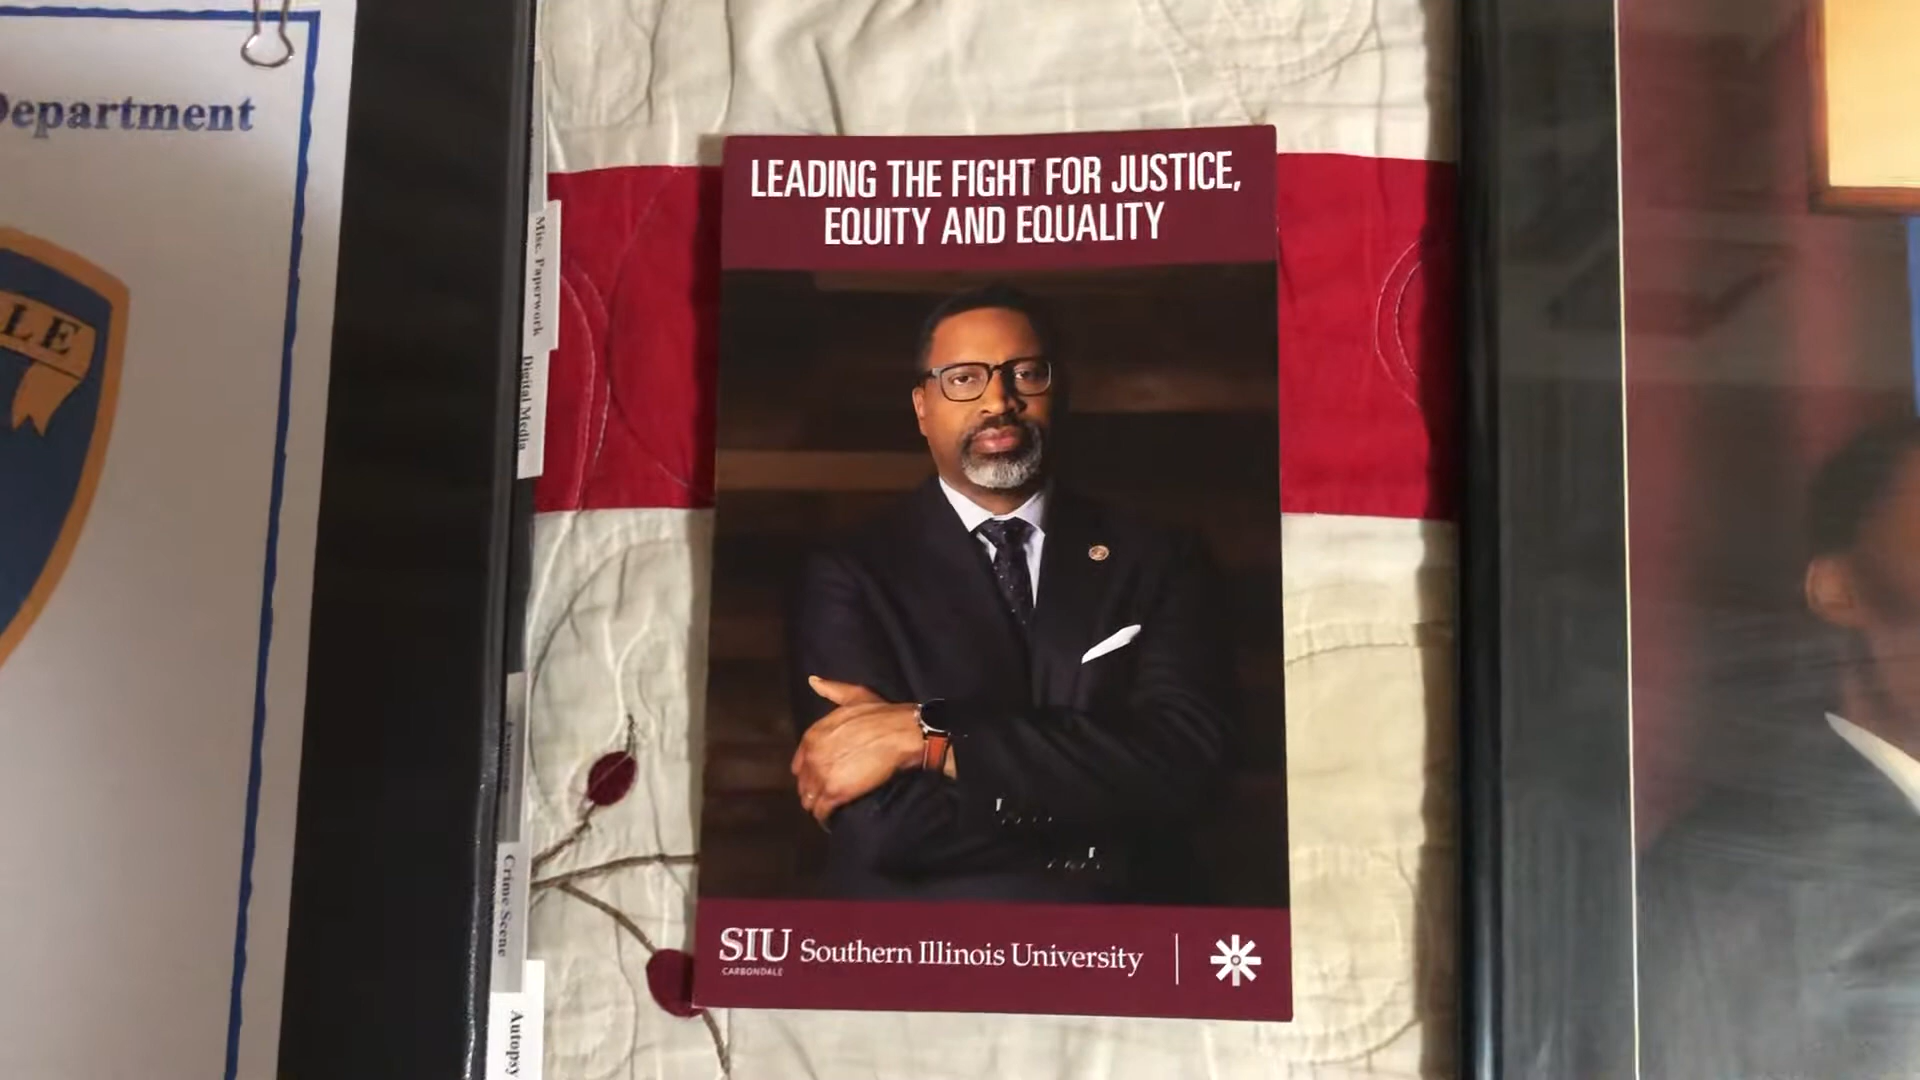 Department
LE
Misc. Paperwork
Digital Media
Crime Scene
Autopsy
LEADING THE FIGHT FOR JUSTICE,
EQUITY AND EQUALITY
SIU Southern Illinois University
CARBONDALE